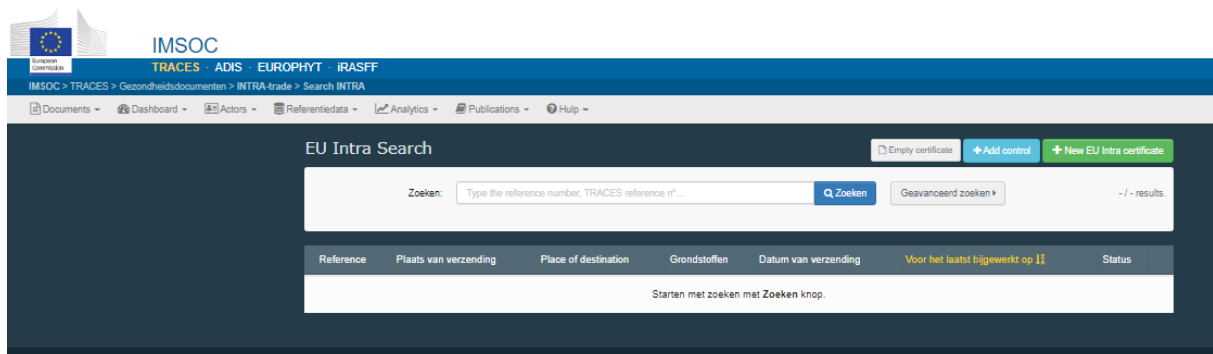 IMSOC
European
Commission
TRACES · ADIS · EUROPHYT · iRASFF
IMSOC > TRACES > Gezondheidsdocumenten > INTRA-trade > Search INTRA
Documents Dashboard Actors Referentiedata Analytics Publications Hulp
EU Intra Search
Empty certificate + Add control + New EU Intra certificate
Zoeken: Type the reference number, TRACES reference n°... Zoeken Geavanceerd zoeken - / - results.
Reference Plaats van verzending Place of destination Grondstoffen Datum van verzending Voor het laatst bijgewerkt op Status
Starten met zoeken met Zoeken knop.